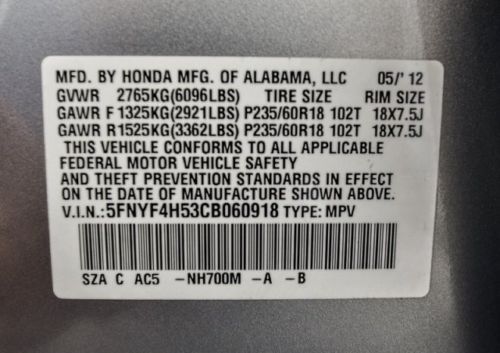 MFD. BY HONDA MFG. OF ALABAMA, LLC 05/' 12
GVWR 2765KG(6096LBS) TIRE SIZE RIM SIZE
GAWR F 1325KG(2921LBS) P235/60R18 102T 18X7.5J
GAWR R1525KG(3362LBS) P235/60R18 102T 18X7.5J
THIS VEHICLE CONFORMS TO ALL APPLICABLE
FEDERAL MOTOR VEHICLE SAFETY
AND THEFT PREVENTION STANDARDS IN EFFECT
ON THE DATE OF MANUFACTURE SHOWN ABOVE.
V.I.N.:5FNYF4H53CB060918 TYPE: MPV
SZA C AC5 -NH700M -A -B